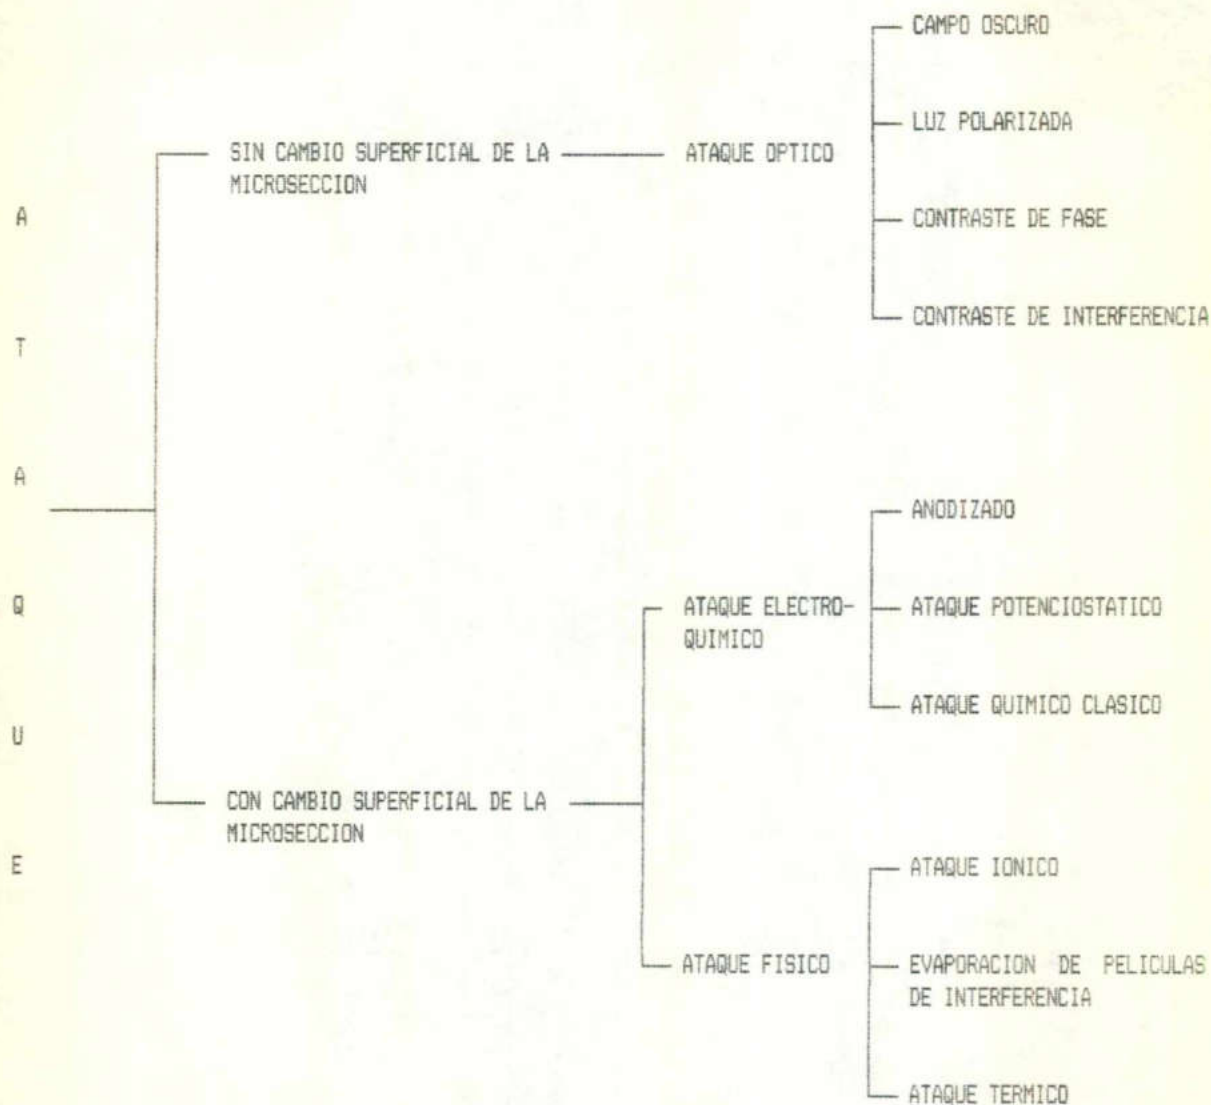 CAMPO OSCURO
LUZ POLARIZADA
SIN CAMBIO SUPERFICIAL DE LA
MICROSECCION
ATAQUE OPTICO
CONTRASTE DE FASE
CONTRASTE DE INTERFERENCIA
A
T
A
Q
U
E
ANODIZADO
ATAQUE ELECTRO-
QUIMICO
ATAQUE POTENCIOSTATICO
ATAQUE QUIMICO CLASICO
CON CAMBIO SUPERFICIAL DE LA
MICROSECCION
ATAQUE IONICO
ATAQUE FISICO
EVAPORACION DE PELICULAS
DE INTERFERENCIA
ATAQUE TERMICO